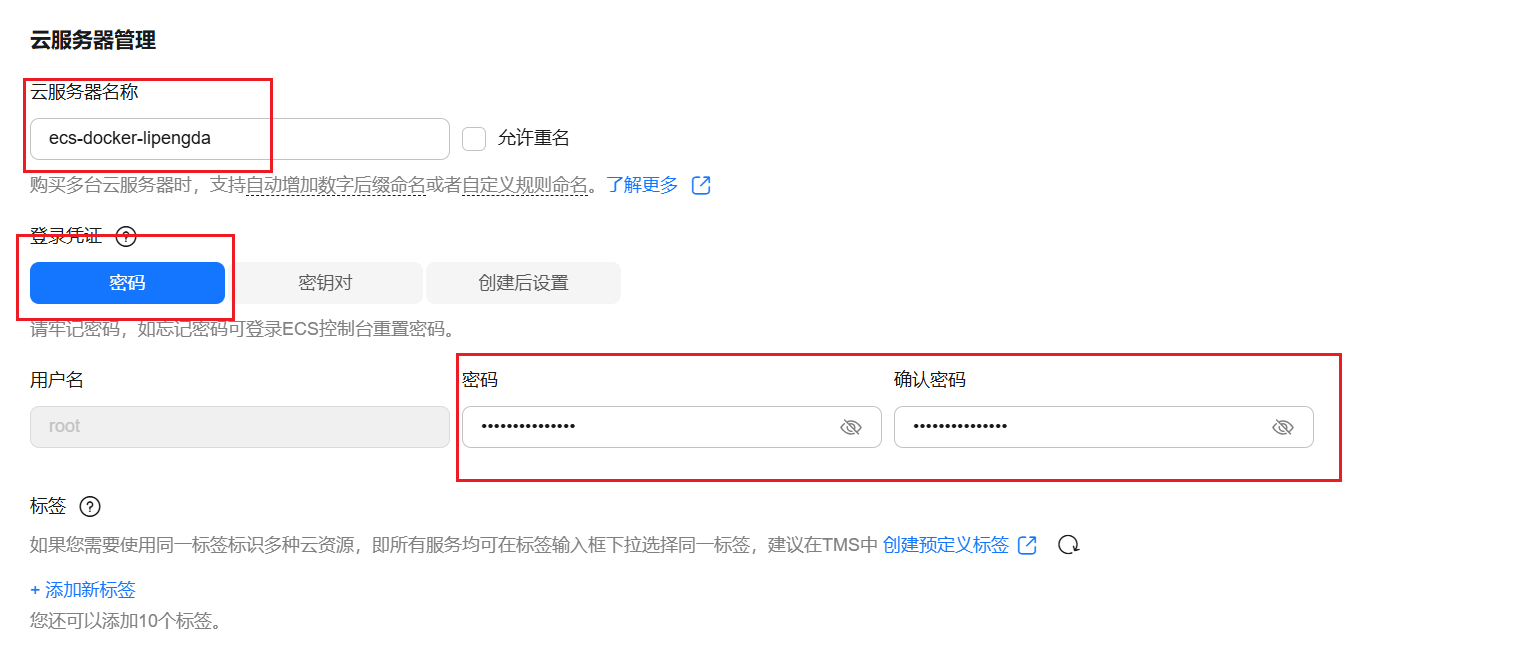 云服务器管理
云服务器名称
ecs-docker-lipengda 允许重名
购买多台云服务器时，支持自动增加数字后缀命名或者自定义规则命名。了解更多
登录凭证 ?
密码 密钥对 创建后设置
请牢记密码，如忘记密码可登录ECS控制台重置密码。
用户名 密码 确认密码
root ••••••••••••••• •••••••••••••••
标签 ?
如果您需要使用同一标签标识多种云资源，即所有服务均可在标签输入框下拉选择同一标签，建议在TMS中 创建预定义标签
+ 添加新标签
您还可以添加10个标签。